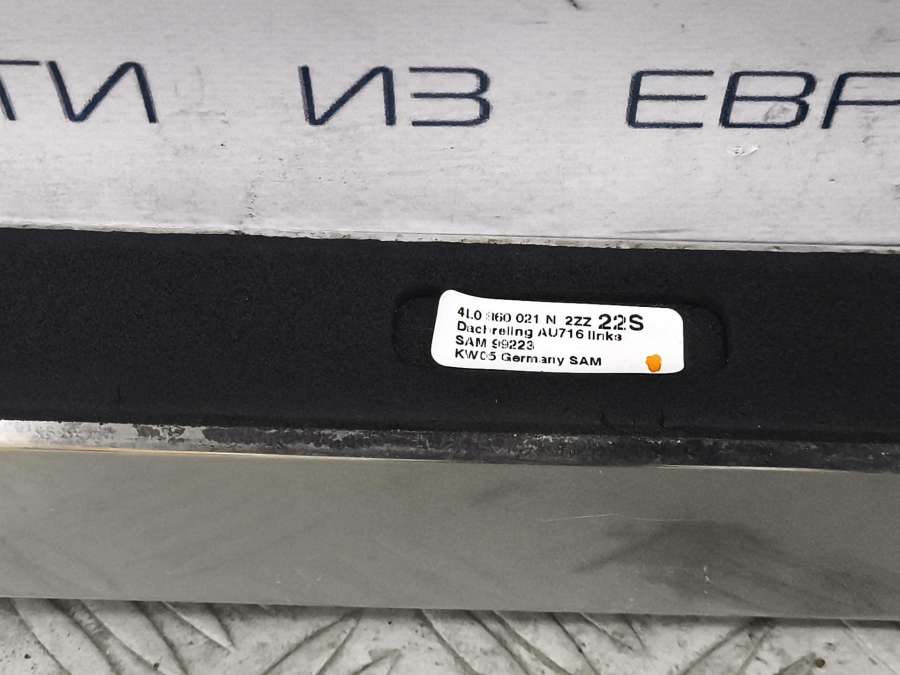 ТИ ИЗ ЕВР
4L0 860 021 N 2ZZ 22S
Dachreling AU716 links
SAM 99223
KW05 Germany SAM